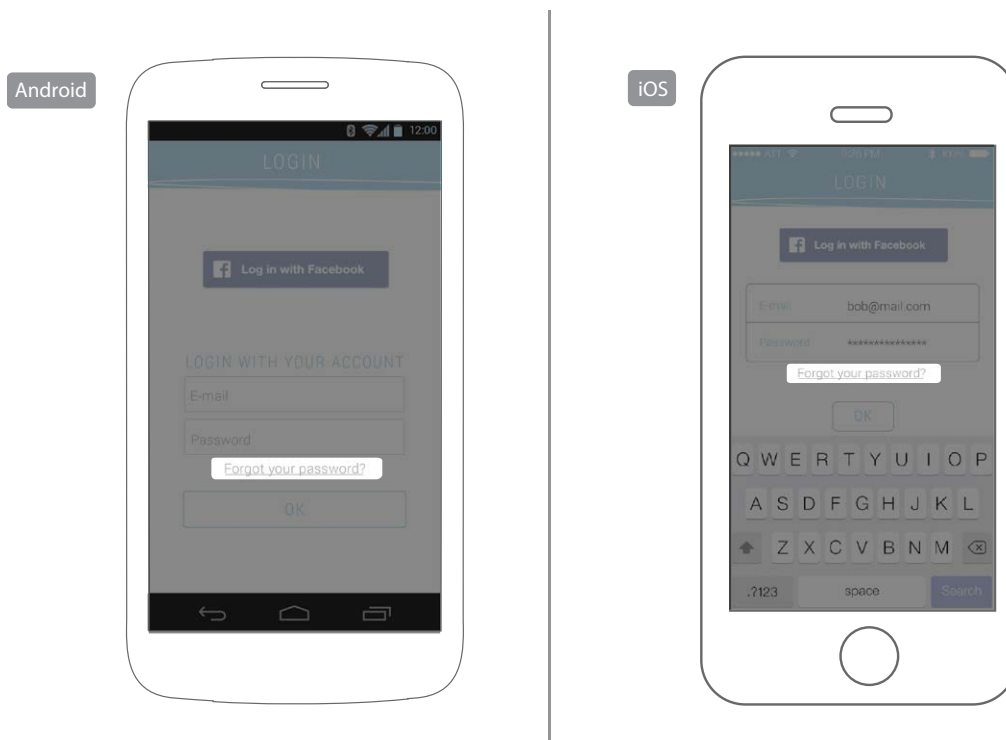 Android
12:00
LOGIN
Log in with Facebook
LOGIN WITH YOUR ACCOUNT
E-mail
Password
Forgot your password?
OK
iOS
LOGIN
Log in with Facebook
E-mail bob@mail.com
Password ***************
Forgot your password?
OK
Q W E R T Y U I O P
A S D F G H J K L
Z X C V B N M
.?123 space Search